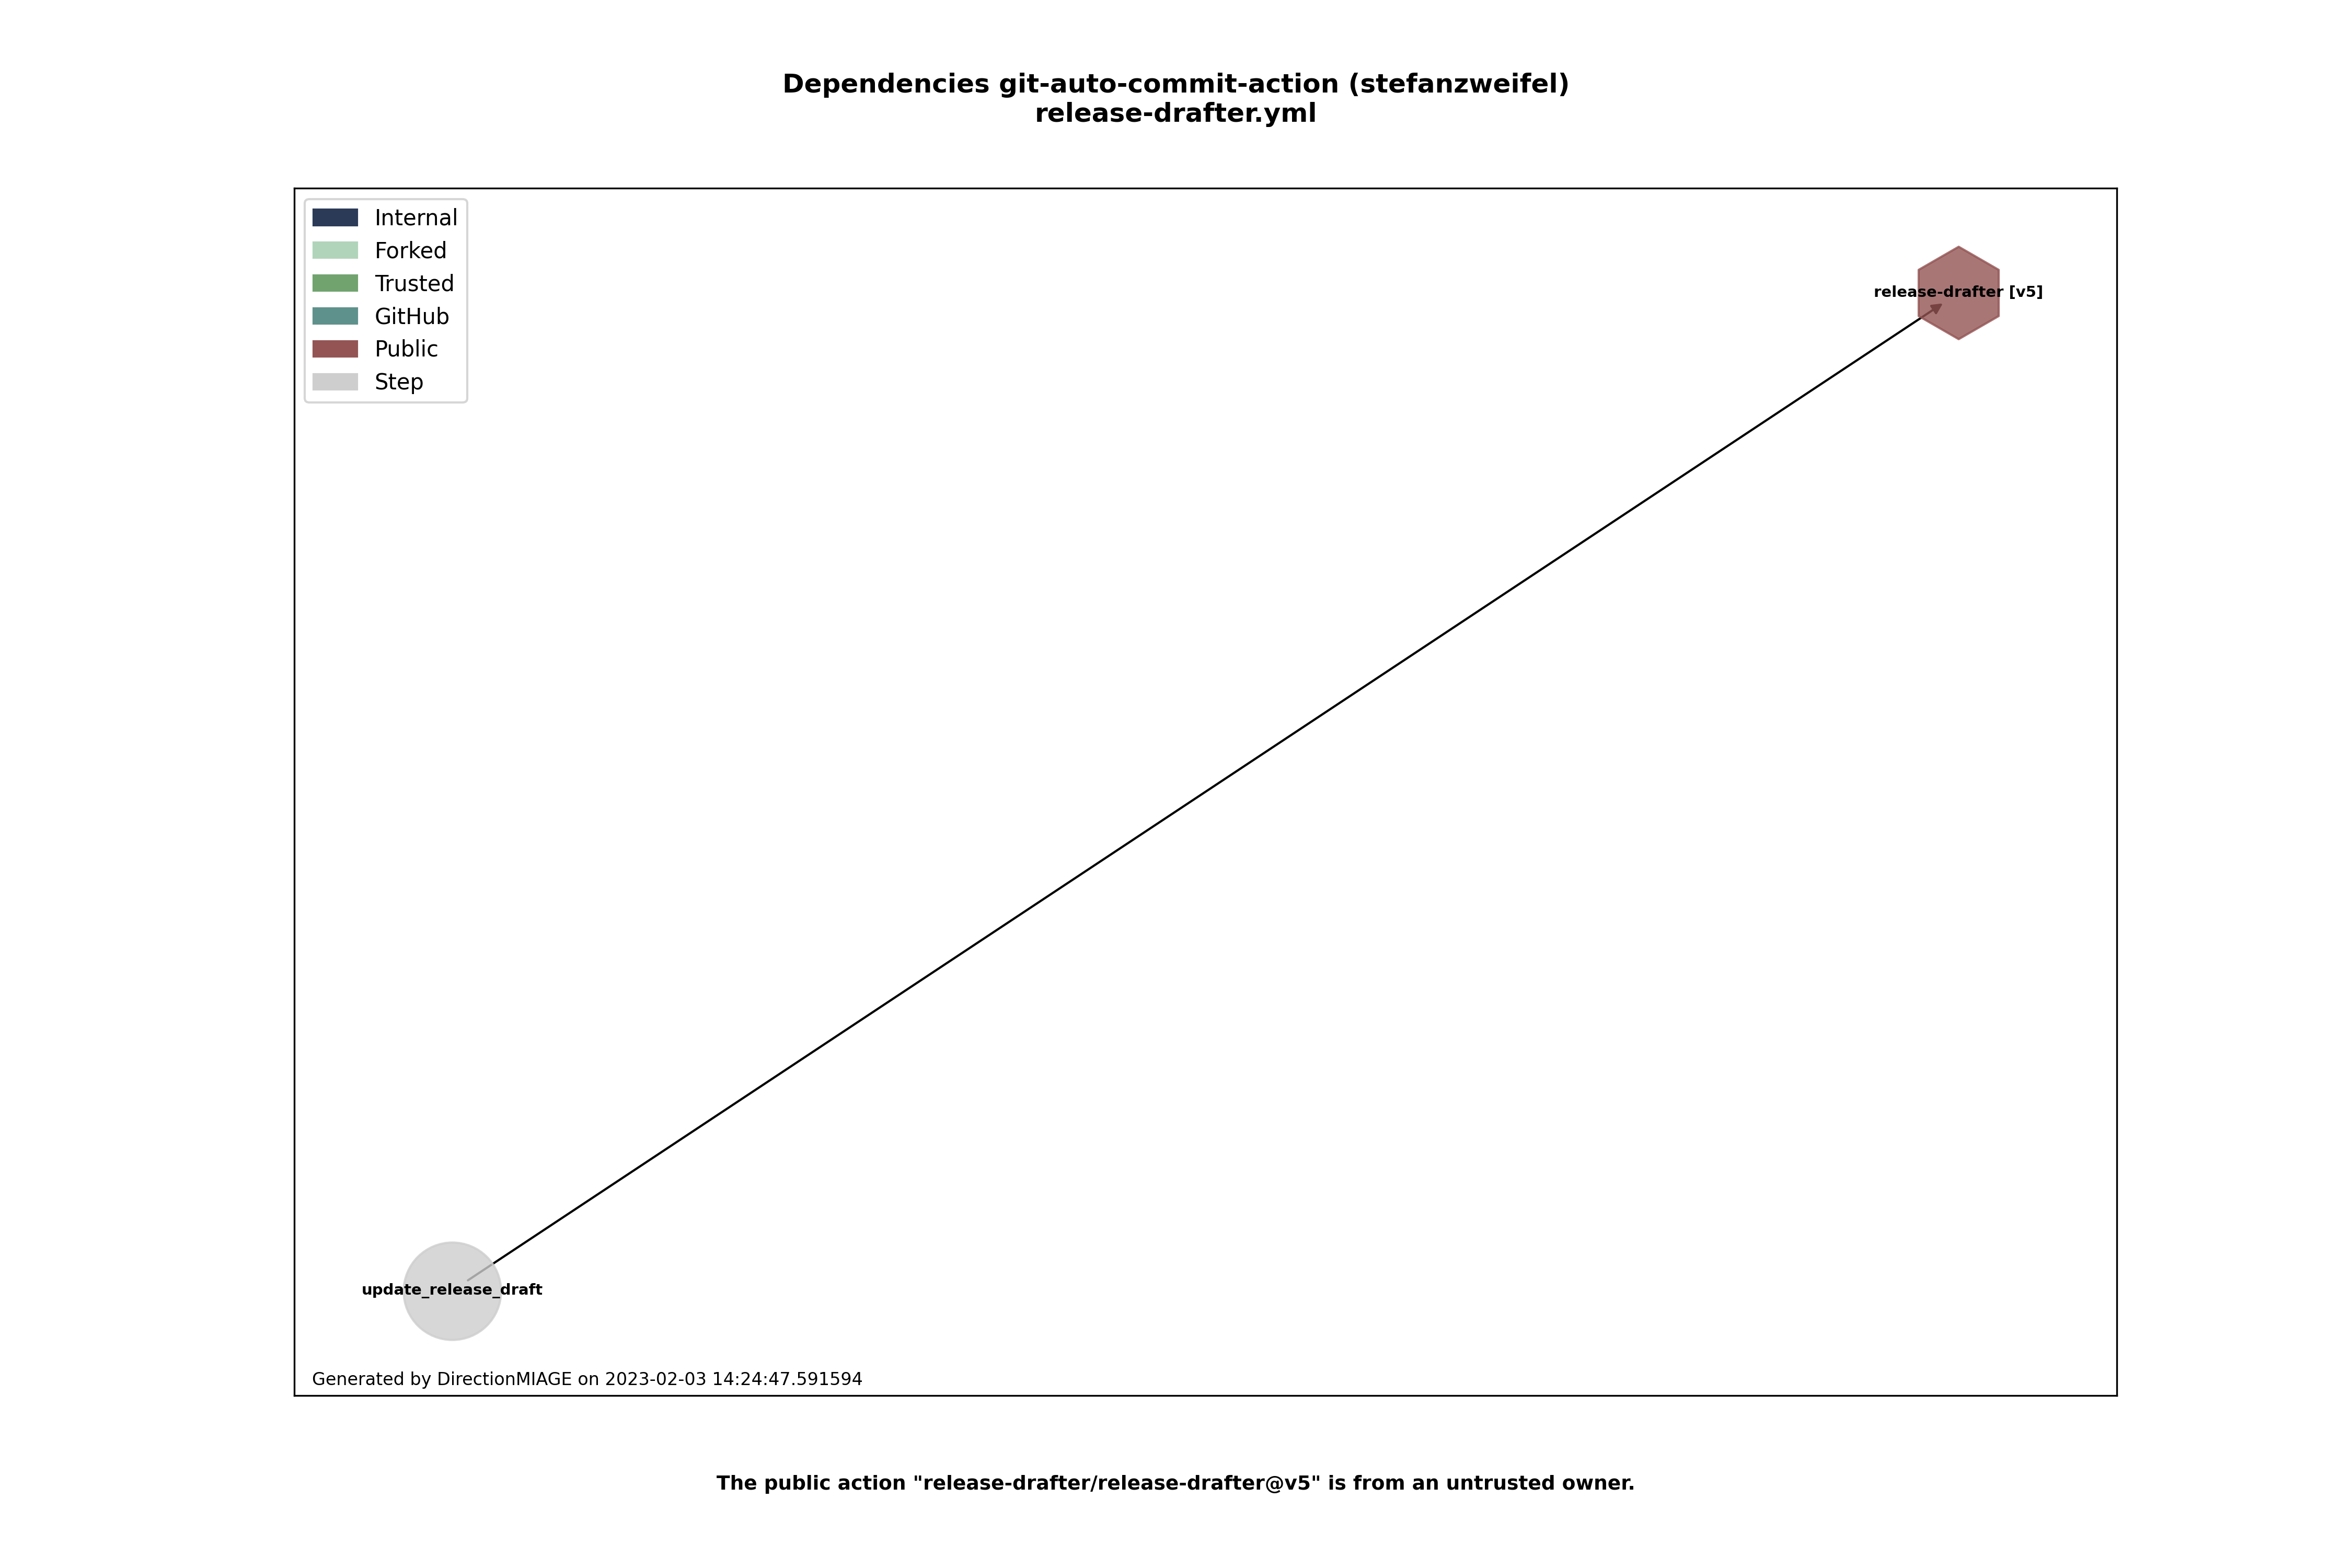 Dependencies git-auto-commit-action (stefanzweifel)
release-drafter.yml
Internal
Forked
Trusted
GitHub
Public
Step
release-drafter [v5]
update_release_draft
Generated by DirectionMIAGE on 2023-02-03 14:24:47.591594
The public action "release-drafter/release-drafter@v5" is from an untrusted owner.